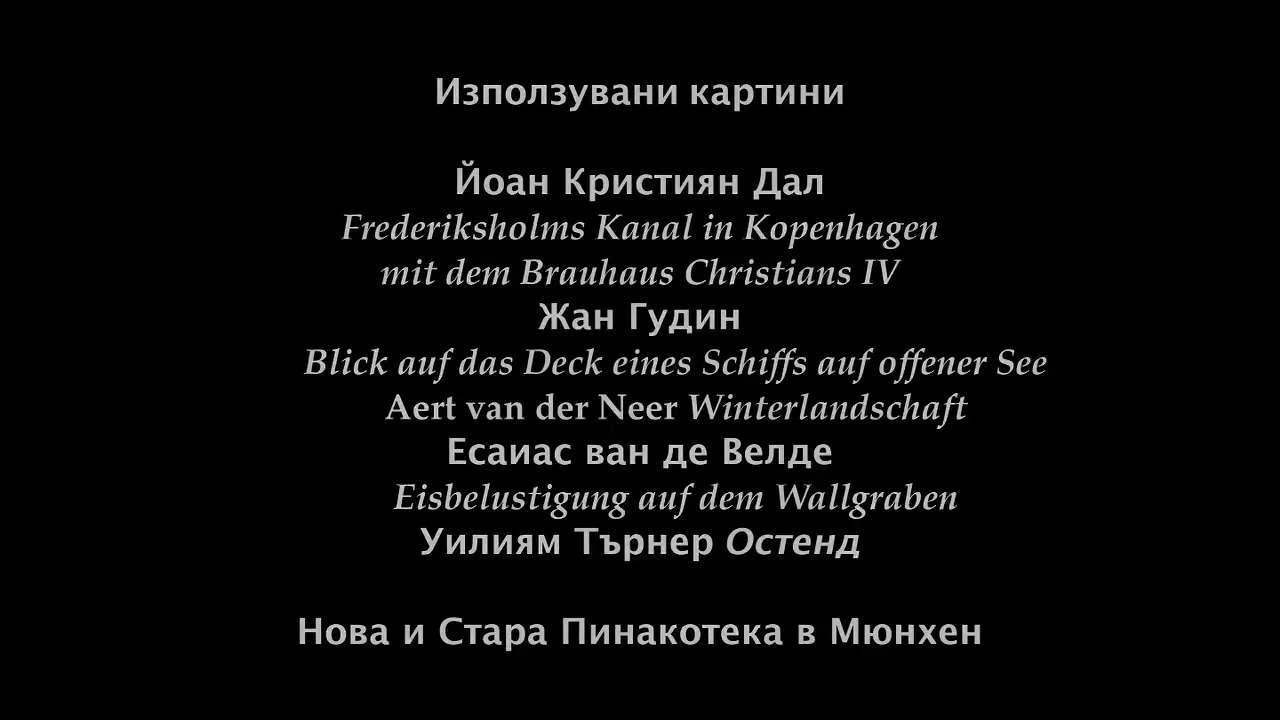 Използувани картини
Йоан Кристиян Дал
Frederiksholms Kanal in Kopenhagen
mit dem Brauhaus Christians IV
Жан Гудин
Blick auf das Deck eines Schiffs auf offener See
Aert van der Neer Winterlandschaft
Есаиас ван де Велде
Eisbelustigung auf dem Wallgraben
Уилиям Търнер Остенд
Нова и Стара Пинакотека в Мюнхен